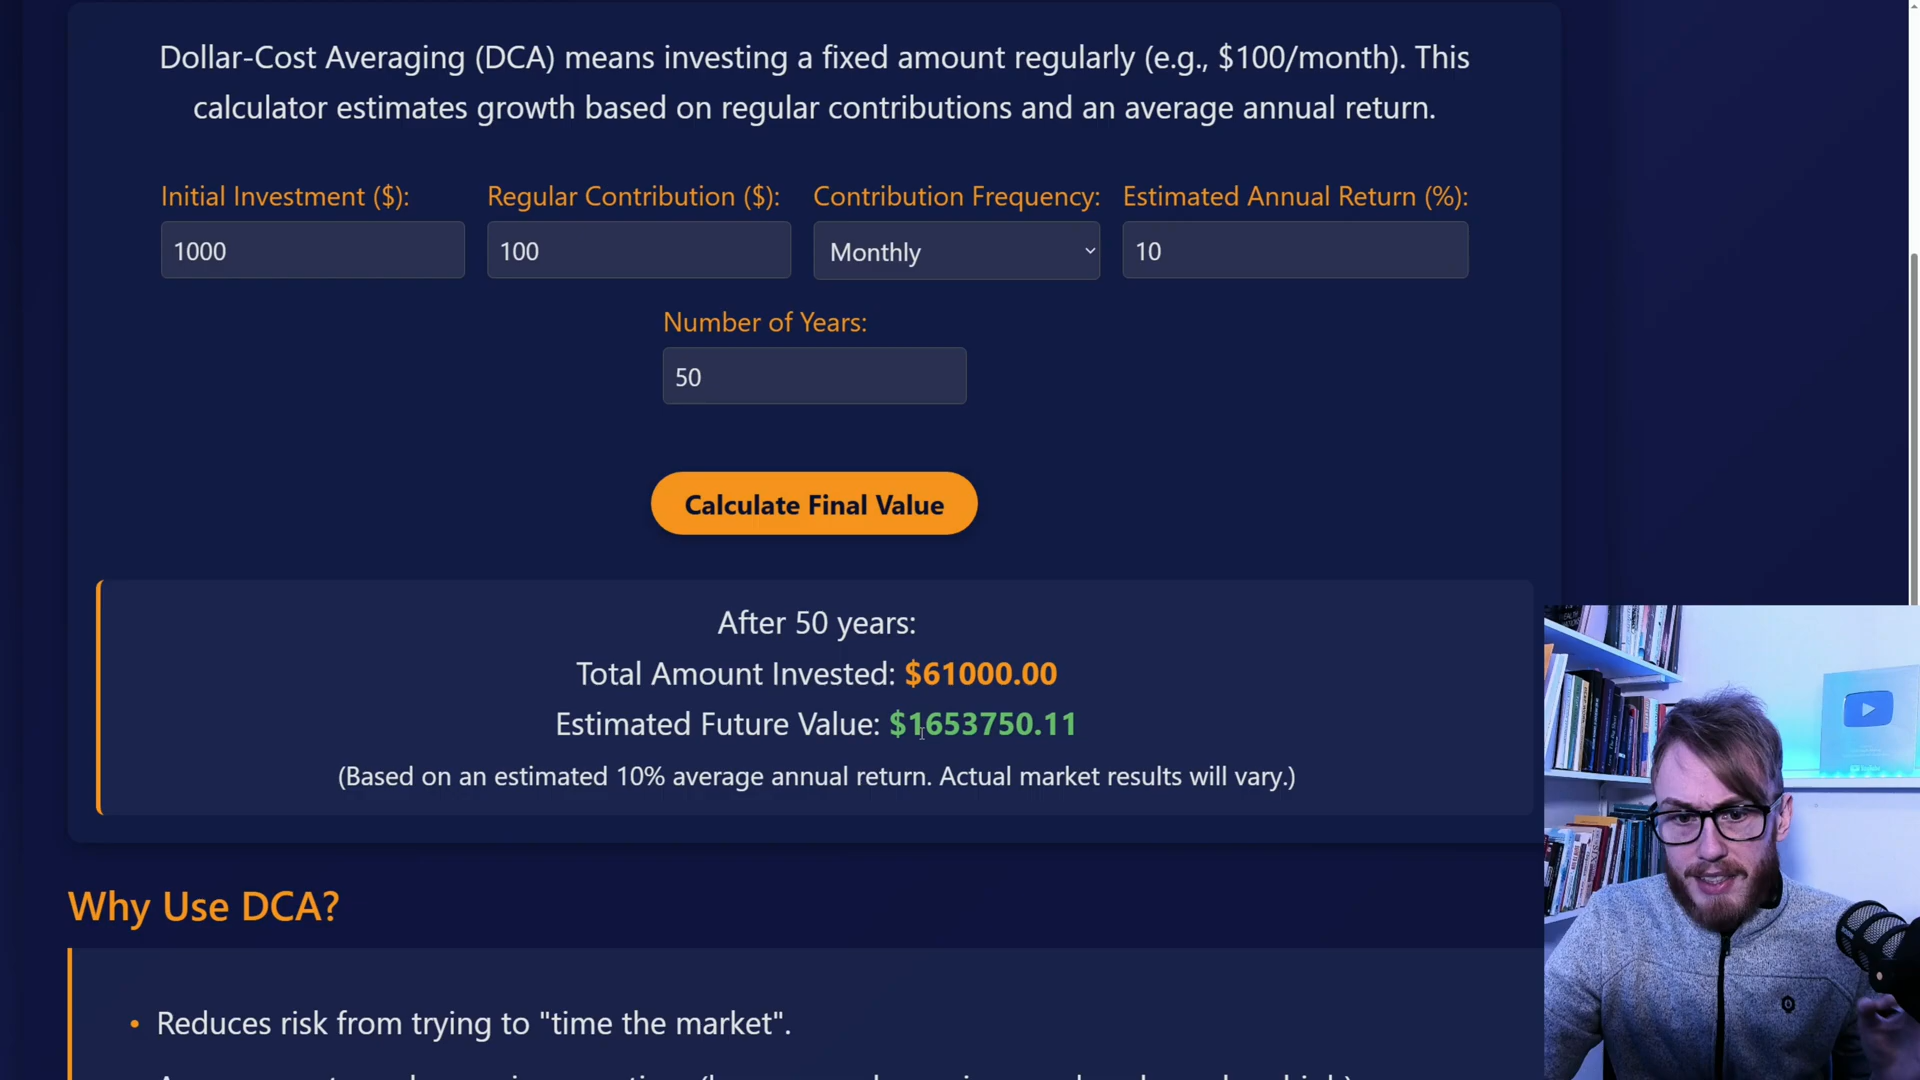 Dollar-Cost Averaging (DCA) means investing a fixed amount regularly (e.g., $100/month). This
calculator estimates growth based on regular contributions and an average annual return.
Initial Investment ($): Regular Contribution ($): Contribution Frequency: Estimated Annual Return (%):
1000 100 Monthly 10
Number of Years:
50
Calculate Final Value
After 50 years:
Total Amount Invested: $61000.00
Estimated Future Value: $1653750.11
(Based on an estimated 10% average annual return. Actual market results will vary.)
Why Use DCA?
• Reduces risk from trying to "time the market".